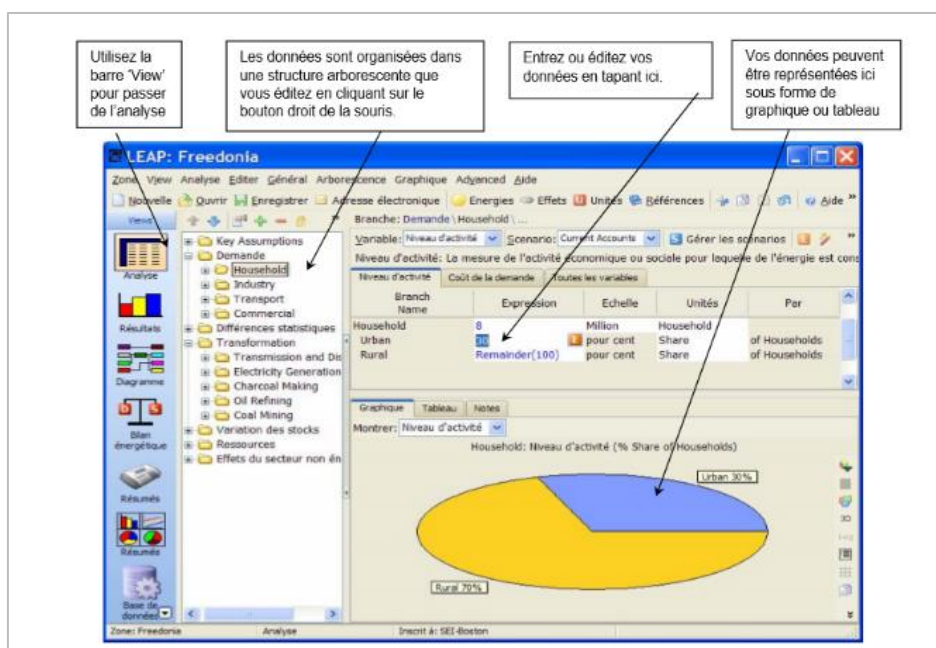 Utilisez la
barre 'View'
pour passer
de l'analyse
Les données sont organisées dans
une structure arborescente que
vous éditez en cliquant sur le
bouton droit de la souris.
Entrez ou éditez vos
données en tapant ici.
Vos données peuvent
être représentées ici
sous forme de
graphique ou tableau
LEAP: Freedonia
Zone View Analyse Editer Général Arborescence Graphique Advanced Aide
Nouvelle Ouvrir Enregistrer Adresse électronique Energies Effets Unités Références Aide
Views
Analyse
Résultats
Diagramme
Bilan
énergétique
Résumés
Résumés
Base de
données
Key Assumptions
Demande
Household
Industry
Transport
Commercial
Différences statistiques
Transformation
Transmission and Dis
Electricity Generation
Charcoal Making
Oil Refining
Coal Mining
Variation des stocks
Ressources
Effets du secteur non én
Branche: Demande\Household\...
Variable: Niveau d'activité Scenario: Current Accounts Gérer les scenarios
Niveau d'activité: La mesure de l'activité économique ou sociale pour laquelle de l'énergie est cons
Niveau d'activité Coût de la demande Toutes les variables
Branch
Name Expression Echelle Unités Par
Household 8 Million Household
Urban 30 pour cent Share of Households
Rural Remainder(100) pour cent Share of Households
Graphique Tableau Notes
Montrer: Niveau d'activité
Household: Niveau d'activité (% Share of Households)
Urban 30%
Rural 70%
3D
Log
Zone: Freedonia Analyse Inscrit à: SEI-Boston